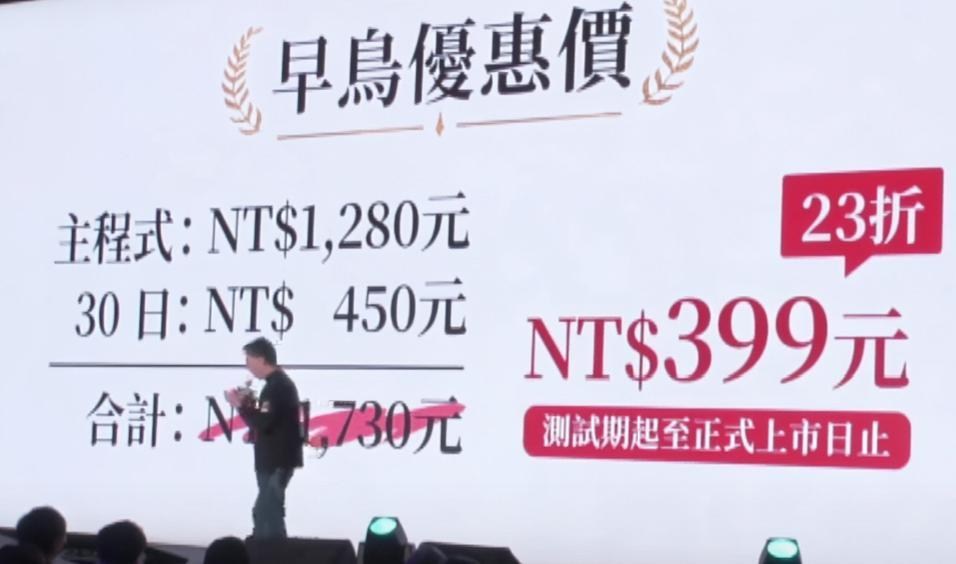 早鳥優惠價
主程式：NT$1,280元
30 日：NT$ 450元
合計：N 1,730元
23折
NT$399元
測試期起至正式上市日止